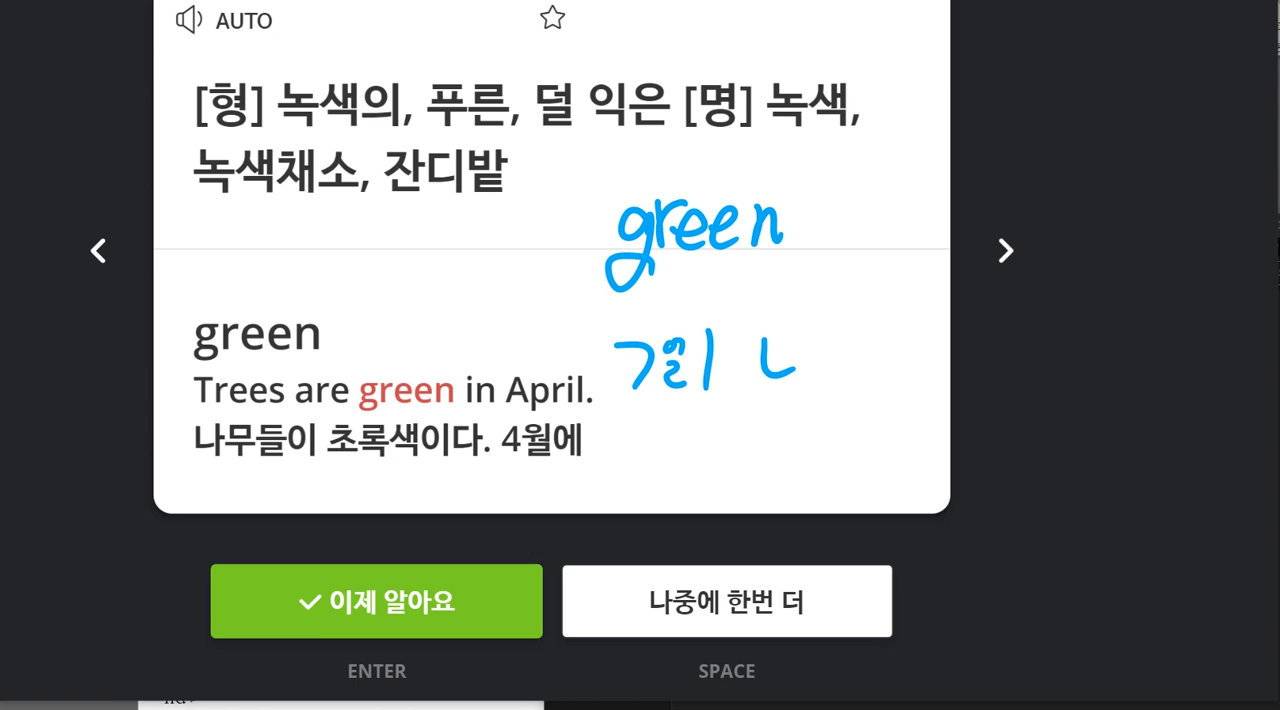 AUTO
[형] 녹색의, 푸른, 덜 익은 [명] 녹색,
녹색채소, 잔디밭
green
green
Trees are green in April.
나무들이 초록색이다. 4월에
✓ 이제 알아요
나중에 한번 더
ENTER
SPACE